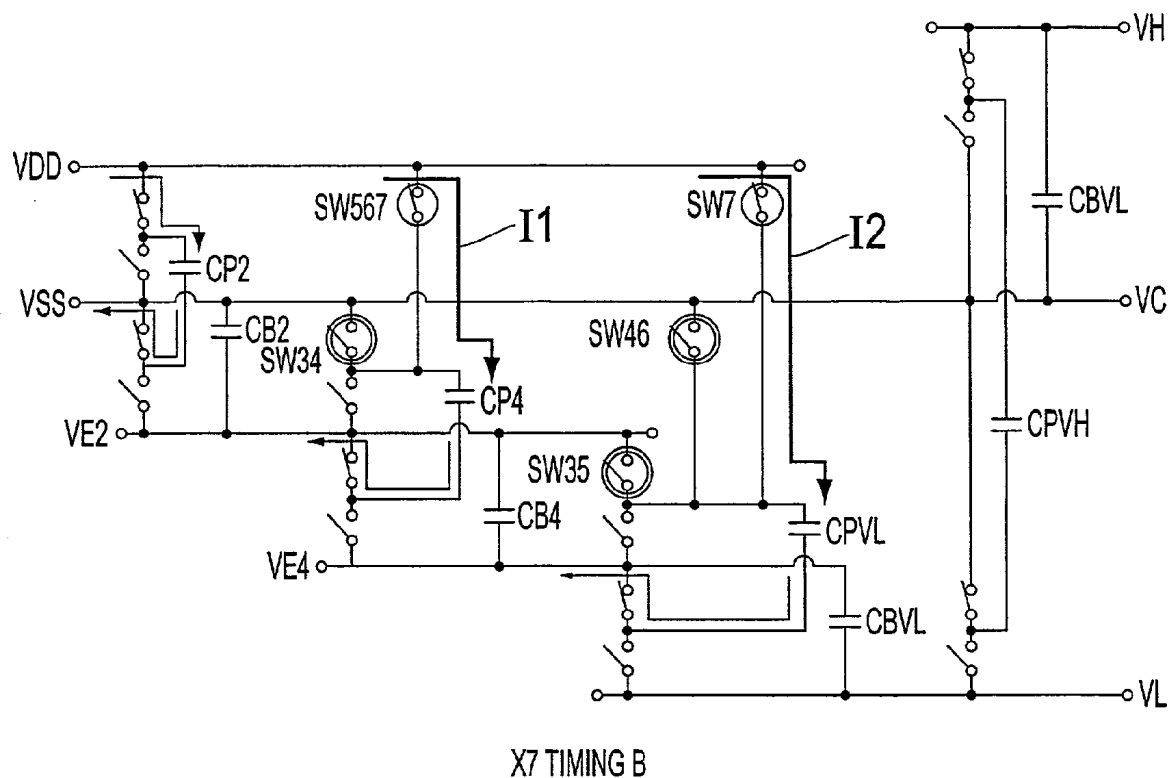 VH
VDD
SW567
I1
SW7
I2
CBVL
CP2
VSS
VC
CB2
SW34
SW46
CP4
CPVH
VE2
SW35
CB4
CPVL
VE4
CBVL
VL
X7 TIMING B